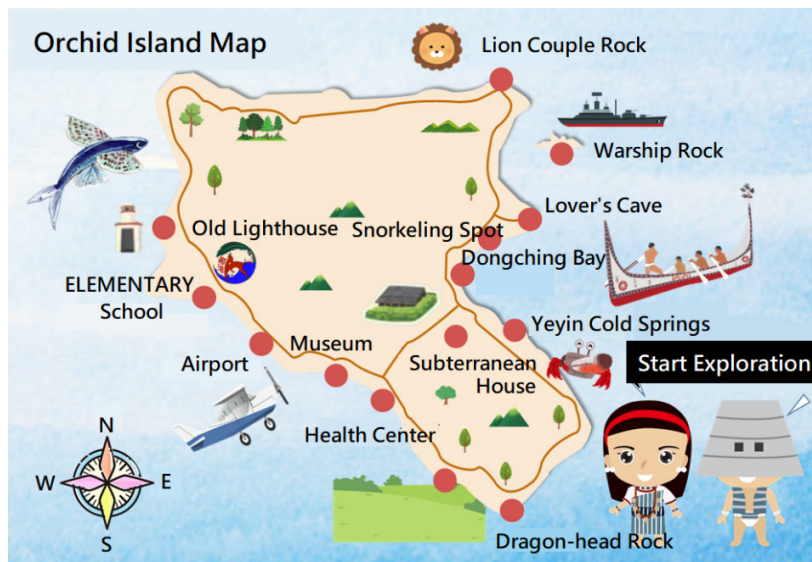 Orchid Island Map
Lion Couple Rock
Warship Rock
Lover's Cave
Old Lighthouse
Snorkeling Spot
Dongching Bay
ELEMENTARY
School
Yeyin Cold Springs
Museum
Airport
Subterranean
House
Start Exploration
Health Center
Dragon-head Rock
N
W
E
S